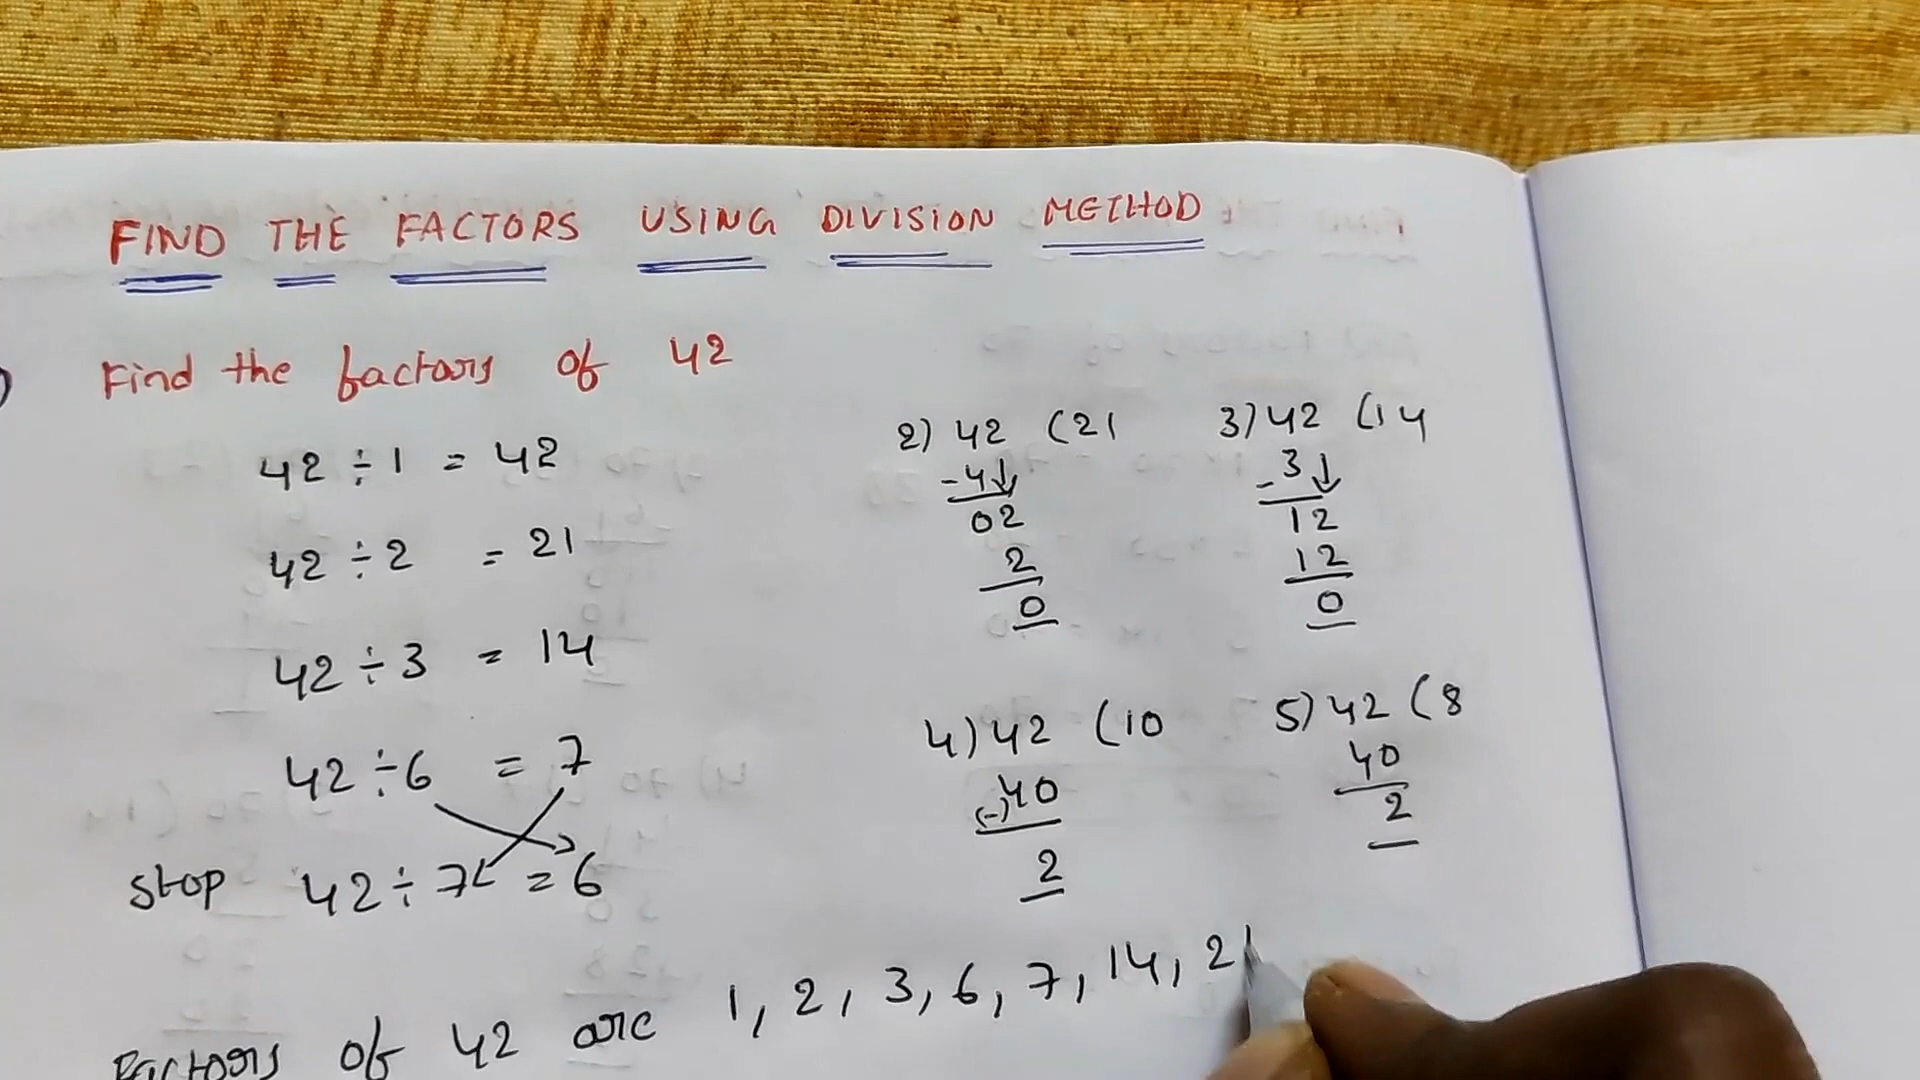 FIND THE FACTORS USING DIVISION METHOD
Find the factors of 42
42 ÷ 1 = 42
42 ÷ 2 = 21
42 ÷ 3 = 14
42 ÷ 6 = 7
stop 42 ÷ 7 = 6
2) 42 (21
- 4↓
02
2
0
3) 42 (14
- 3↓
12
12
0
4) 42 (10
(-) 40
2
5) 42 (8
40
2
Factors of 42 are 1, 2, 3, 6, 7, 14, 21